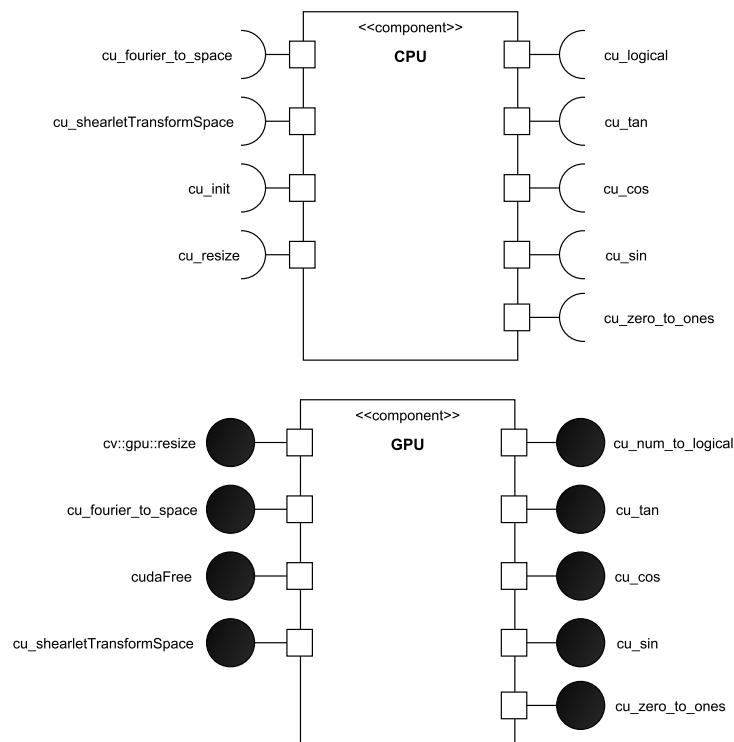 <<component>>
CPU
cu_fourier_to_space
cu_shearletTransformSpace
cu_init
cu_resize
cu_logical
cu_tan
cu_cos
cu_sin
cu_zero_to_ones
<<component>>
GPU
cv::gpu::resize
cu_fourier_to_space
cudaFree
cu_shearletTransformSpace
cu_num_to_logical
cu_tan
cu_cos
cu_sin
cu_zero_to_ones